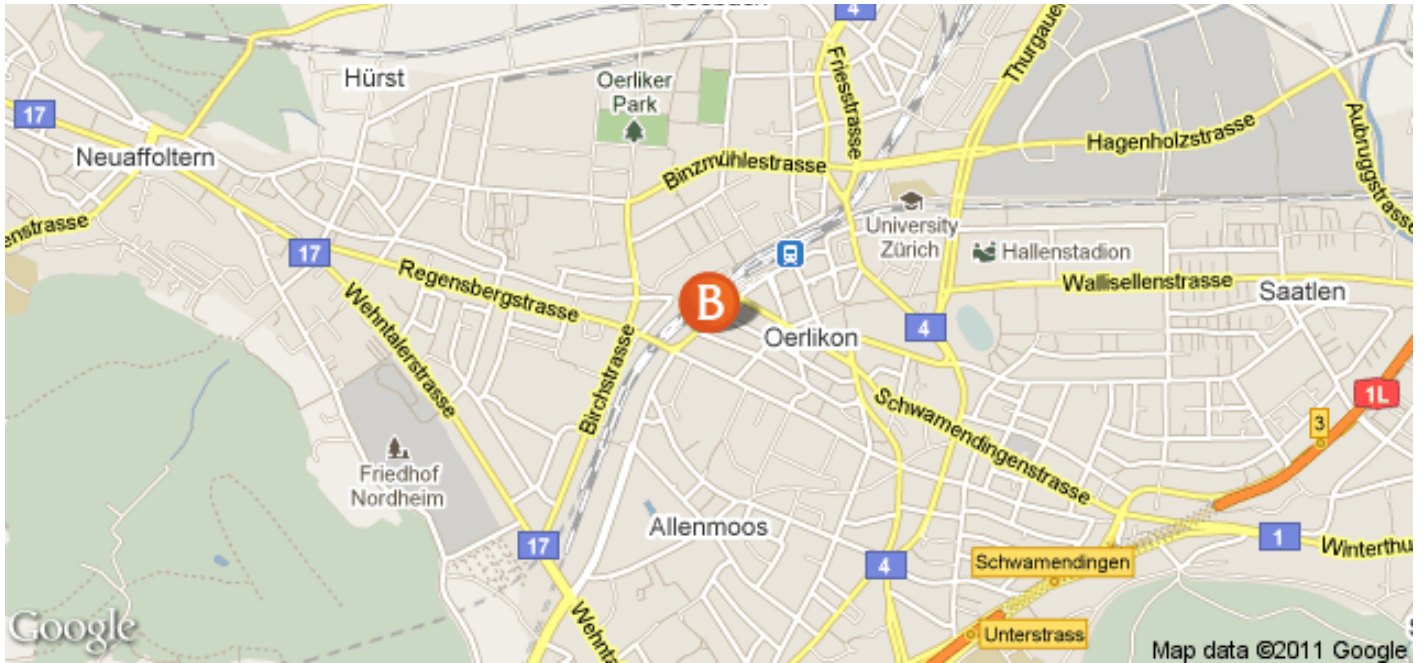 4
Hürst
Oerliker
Park
Friesstrasse
Thurgauer
17
Neuaffoltern
Binzmühlestrasse
Hagenholzstrasse
Aubruggstrasse
enstrasse
17
University
Zürich
Hallenstadion
Regensbergstrasse
Wehntalerstrasse
B
Wallisellenstrasse
Saatlen
Oerlikon
4
Birchstrasse
1L
3
Schwamendingenstrasse
Friedhof
Nordheim
Allenmoos
17
4
1
Winterthu
Schwamendingen
Wehnta
Unterstrass
Google
Map data ©2011 Google